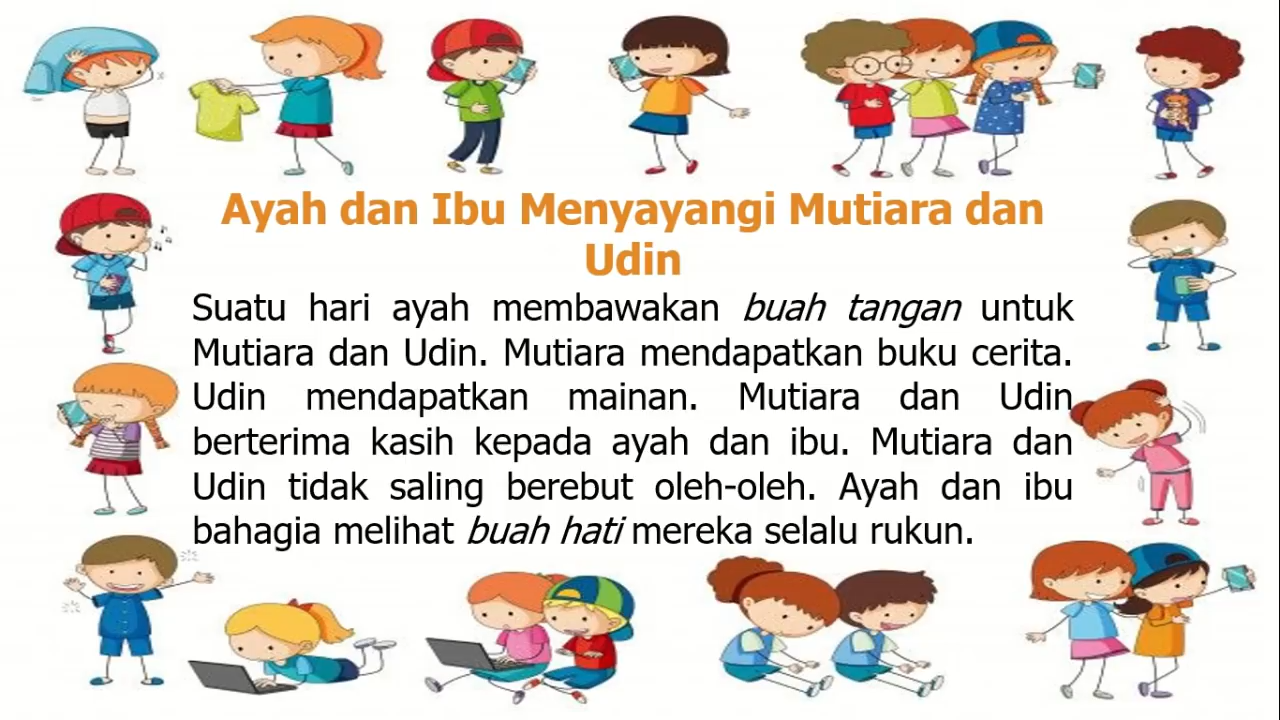 Ayah dan Ibu Menyayangi Mutiara dan
Udin
Suatu hari ayah membawakan buah tangan untuk
Mutiara dan Udin. Mutiara mendapatkan buku cerita.
Udin mendapatkan mainan. Mutiara dan Udin
berterima kasih kepada ayah dan ibu. Mutiara dan
Udin tidak saling berebut oleh-oleh. Ayah dan ibu
bahagia melihat buah hati mereka selalu rukun.